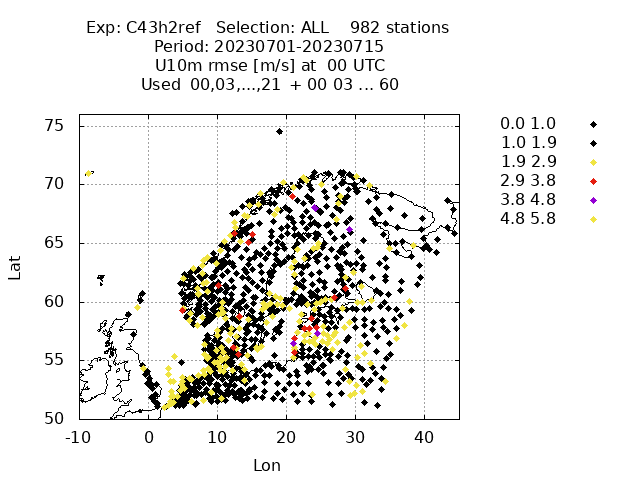 Exp: C43h2ref   Selection: ALL    982 stations
Period: 20230701-20230715
U10m rmse [m/s] at  00 UTC
Used  00,03,...,21  + 00 03 ... 60
75
70
65
60
55
50
Lat
-10 0 10 20 30 40
Lon
0.0 1.0
1.0 1.9
1.9 2.9
2.9 3.8
3.8 4.8
4.8 5.8